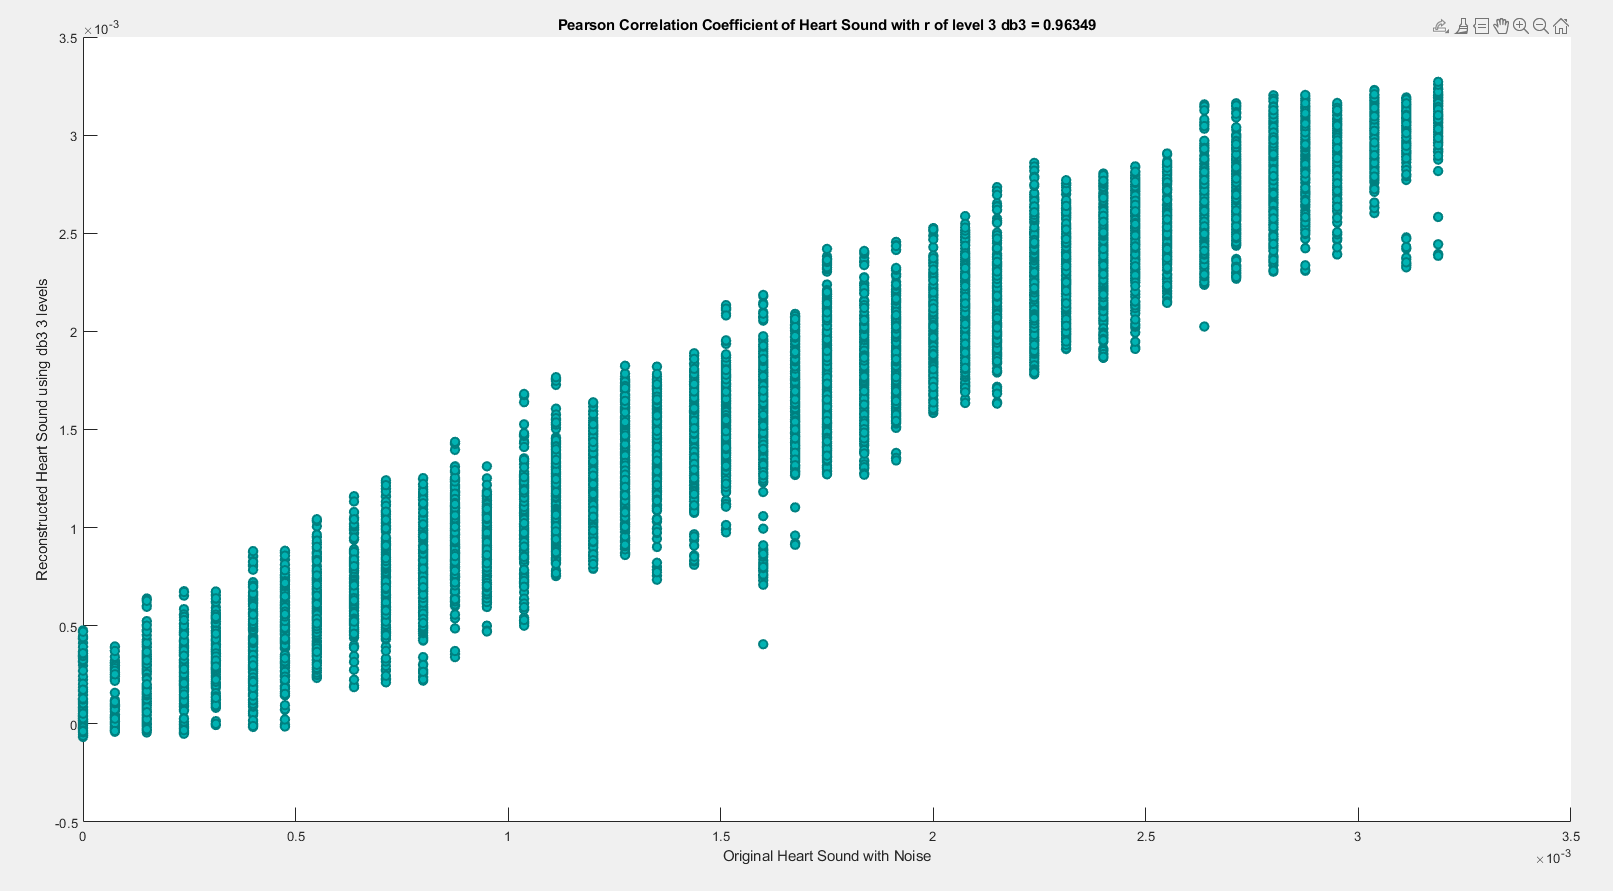 Pearson Correlation Coefficient of Heart Sound with r of level 3 db3 = 0.96349
×10^-3
3.5
3
2.5
2
1.5
1
0.5
0
-0.5
Reconstructed Heart Sound using db3 3 levels
0 0.5 1 1.5 2 2.5 3 3.5
Original Heart Sound with Noise
×10^-3